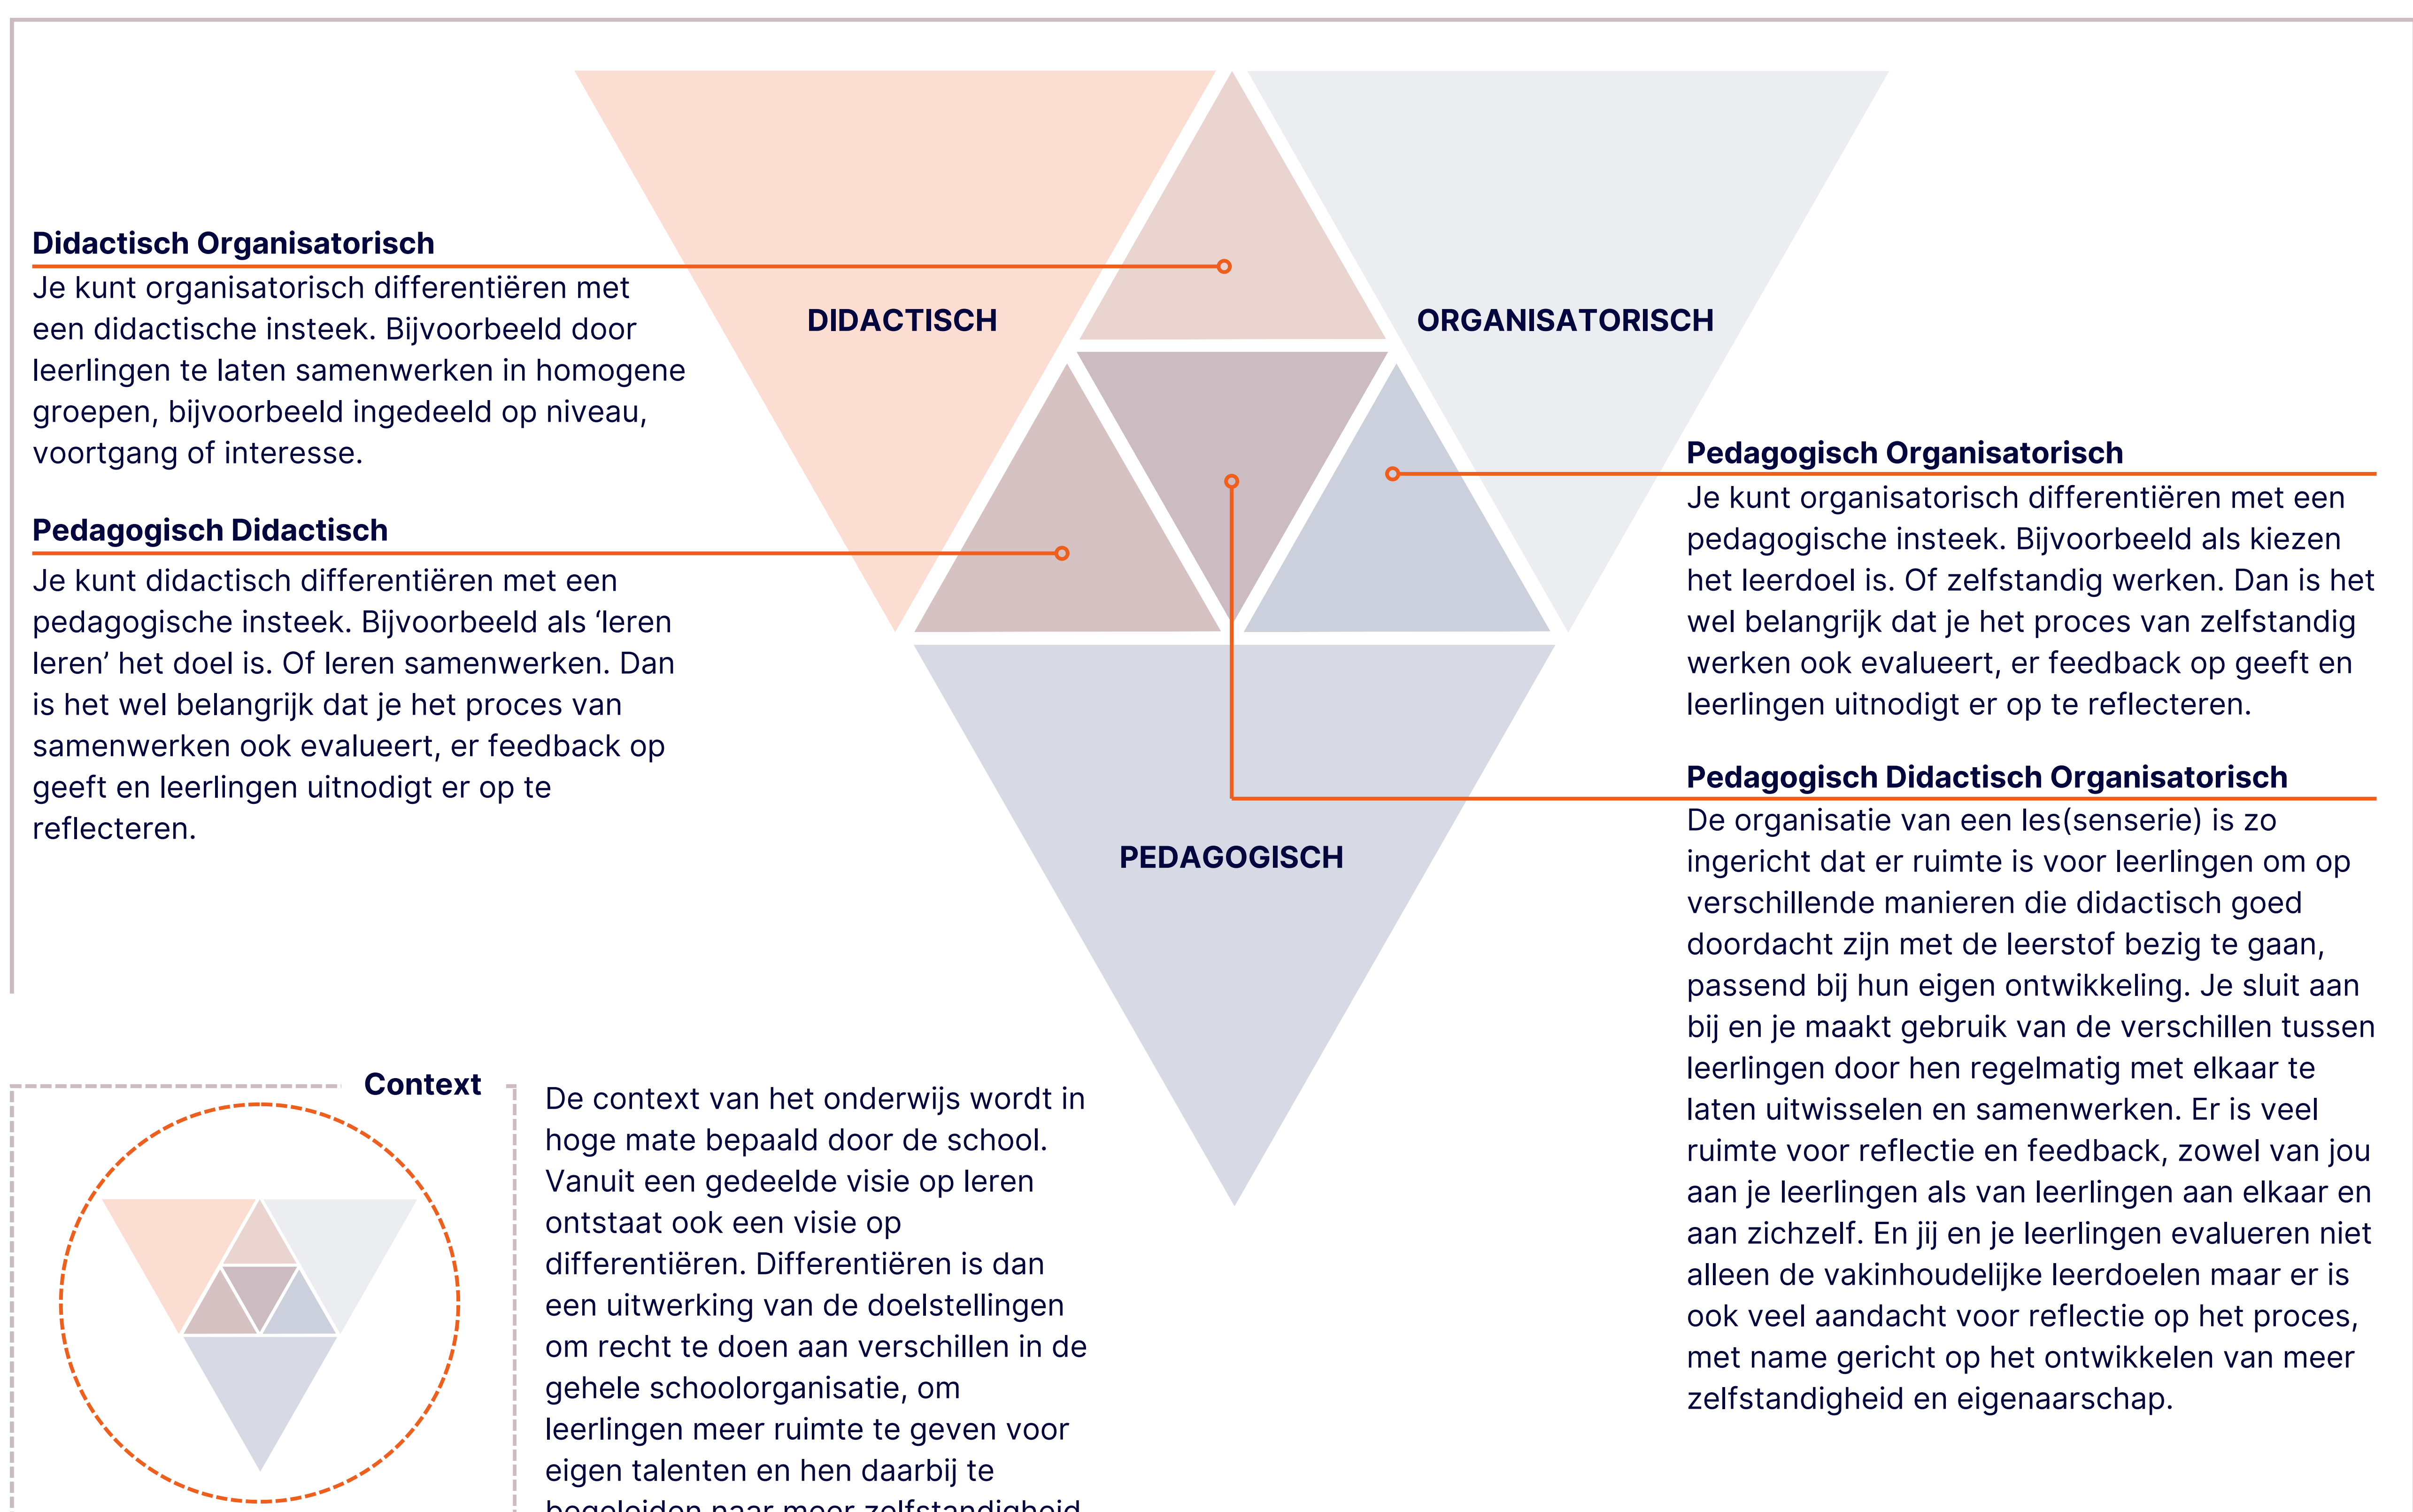 Didactisch Organisatorisch
Je kunt organisatorisch differentiëren met
een didactische insteek. Bijvoorbeeld door
leerlingen te laten samenwerken in homogene
groepen, bijvoorbeeld ingedeeld op niveau,
voortgang of interesse.
Pedagogisch Didactisch
Je kunt didactisch differentiëren met een
pedagogische insteek. Bijvoorbeeld als ‘leren
leren’ het doel is. Of leren samenwerken. Dan
is het wel belangrijk dat je het proces van
samenwerken ook evalueert, er feedback op
geeft en leerlingen uitnodigt er op te
reflecteren.
DIDACTISCH
ORGANISATORISCH
PEDAGOGISCH
Pedagogisch Organisatorisch
Je kunt organisatorisch differentiëren met een
pedagogische insteek. Bijvoorbeeld als kiezen
het leerdoel is. Of zelfstandig werken. Dan is het
wel belangrijk dat je het proces van zelfstandig
werken ook evalueert, er feedback op geeft en
leerlingen uitnodigt er op te reflecteren.
Pedagogisch Didactisch Organisatorisch
De organisatie van een les(senserie) is zo
ingericht dat er ruimte is voor leerlingen om op
verschillende manieren die didactisch goed
doordacht zijn met de leerstof bezig te gaan,
passend bij hun eigen ontwikkeling. Je sluit aan
bij en je maakt gebruik van de verschillen tussen
leerlingen door hen regelmatig met elkaar te
laten uitwisselen en samenwerken. Er is veel
ruimte voor reflectie en feedback, zowel van jou
aan je leerlingen als van leerlingen aan elkaar en
aan zichzelf. En jij en je leerlingen evalueren niet
alleen de vakinhoudelijke leerdoelen maar er is
ook veel aandacht voor reflectie op het proces,
met name gericht op het ontwikkelen van meer
zelfstandigheid en eigenaarschap.
Context
De context van het onderwijs wordt in
hoge mate bepaald door de school.
Vanuit een gedeelde visie op leren
ontstaat ook een visie op
differentiëren. Differentiëren is dan
een uitwerking van de doelstellingen
om recht te doen aan verschillen in de
gehele schoolorganisatie, om
leerlingen meer ruimte te geven voor
eigen talenten en hen daarbij te
begeleiden naar meer zelfstandigheid